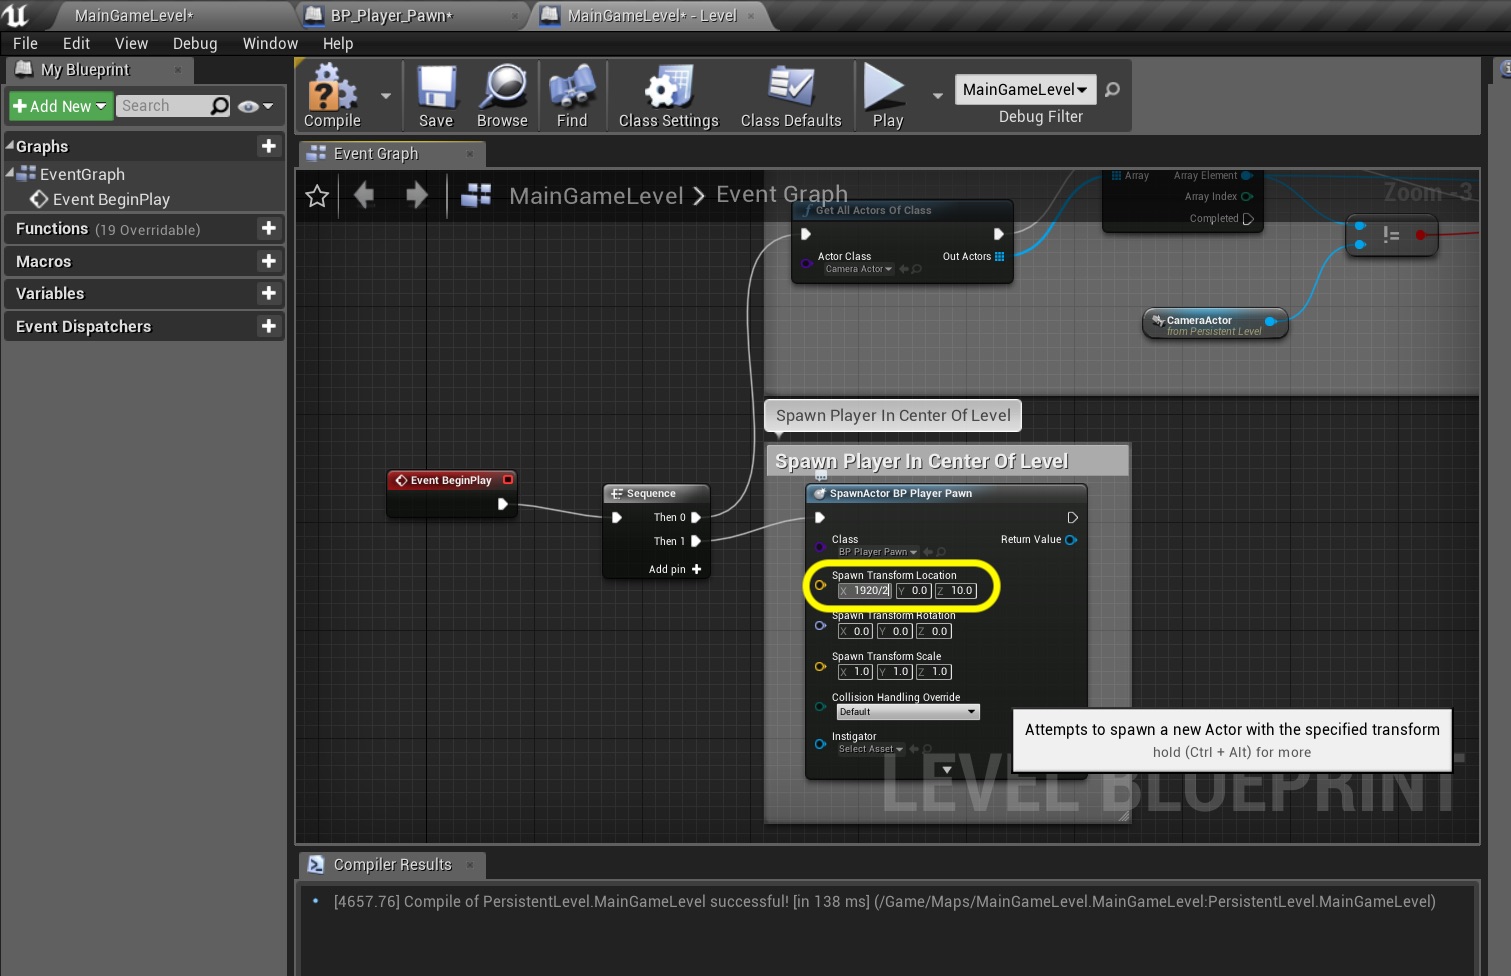 MainGameLevel*
BP_Player_Pawn*
MainGameLevel* - Level
File Edit View Debug Window Help
My Blueprint
Add New
Search
Graphs
EventGraph
Event BeginPlay
Functions (19 Overridable)
Macros
Variables
Event Dispatchers
Compile
Save
Browse
Find
Class Settings
Class Defaults
Play
MainGameLevel
Debug Filter
Event Graph
MainGameLevel > Event Graph
Zoom -3
Array Array Element
Array Index
Completed
f Get All Actors Of Class
Actor Class Out Actors
Camera Actor
!=
CameraActor
from Persistent Level
Spawn Player In Center Of Level
Spawn Player In Center Of Level
Event BeginPlay
Sequence
Then 0
Then 1
Add pin
SpawnActor BP Player Pawn
Class Return Value
BP Player Pawn
Spawn Transform Location
X 1920/2 Y 0.0 Z 10.0
Spawn Transform Rotation
X 0.0 Y 0.0 Z 0.0
Spawn Transform Scale
X 1.0 Y 1.0 Z 1.0
Collision Handling Override
Default
Instigator
Select Asset
Attempts to spawn a new Actor with the specified transform
hold (Ctrl + Alt) for more
LEVEL BLUEPRINT
Compiler Results
[4657.76] Compile of PersistentLevel.MainGameLevel successful! [in 138 ms] (/Game/Maps/MainGameLevel.MainGameLevel:PersistentLevel.MainGameLevel)